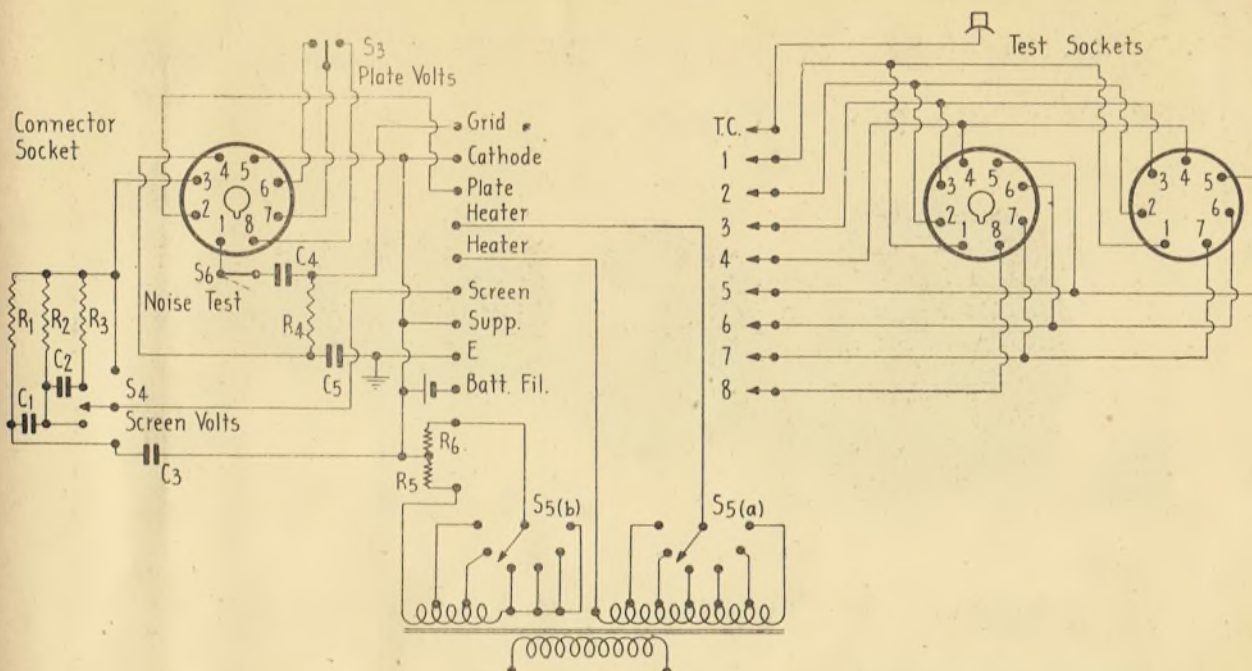 S3
Plate Volts
Test Sockets
Connector
Socket
Grid
Cathode
Plate
Heater
Heater
Screen
Supp.
E
Batt. Fil.
T.C.
1
2
3
4
5
6
7
8
4 5
3 6
2 7
1 8
4 5
3 6
2 7
1 8
4
3 5
2 6
1 7
S6
C4
Noise Test
R1
R2
R3
R4
C2
C5
S4
C1
Screen Volts
C3
R6
R5
S5(b)
S5(a)